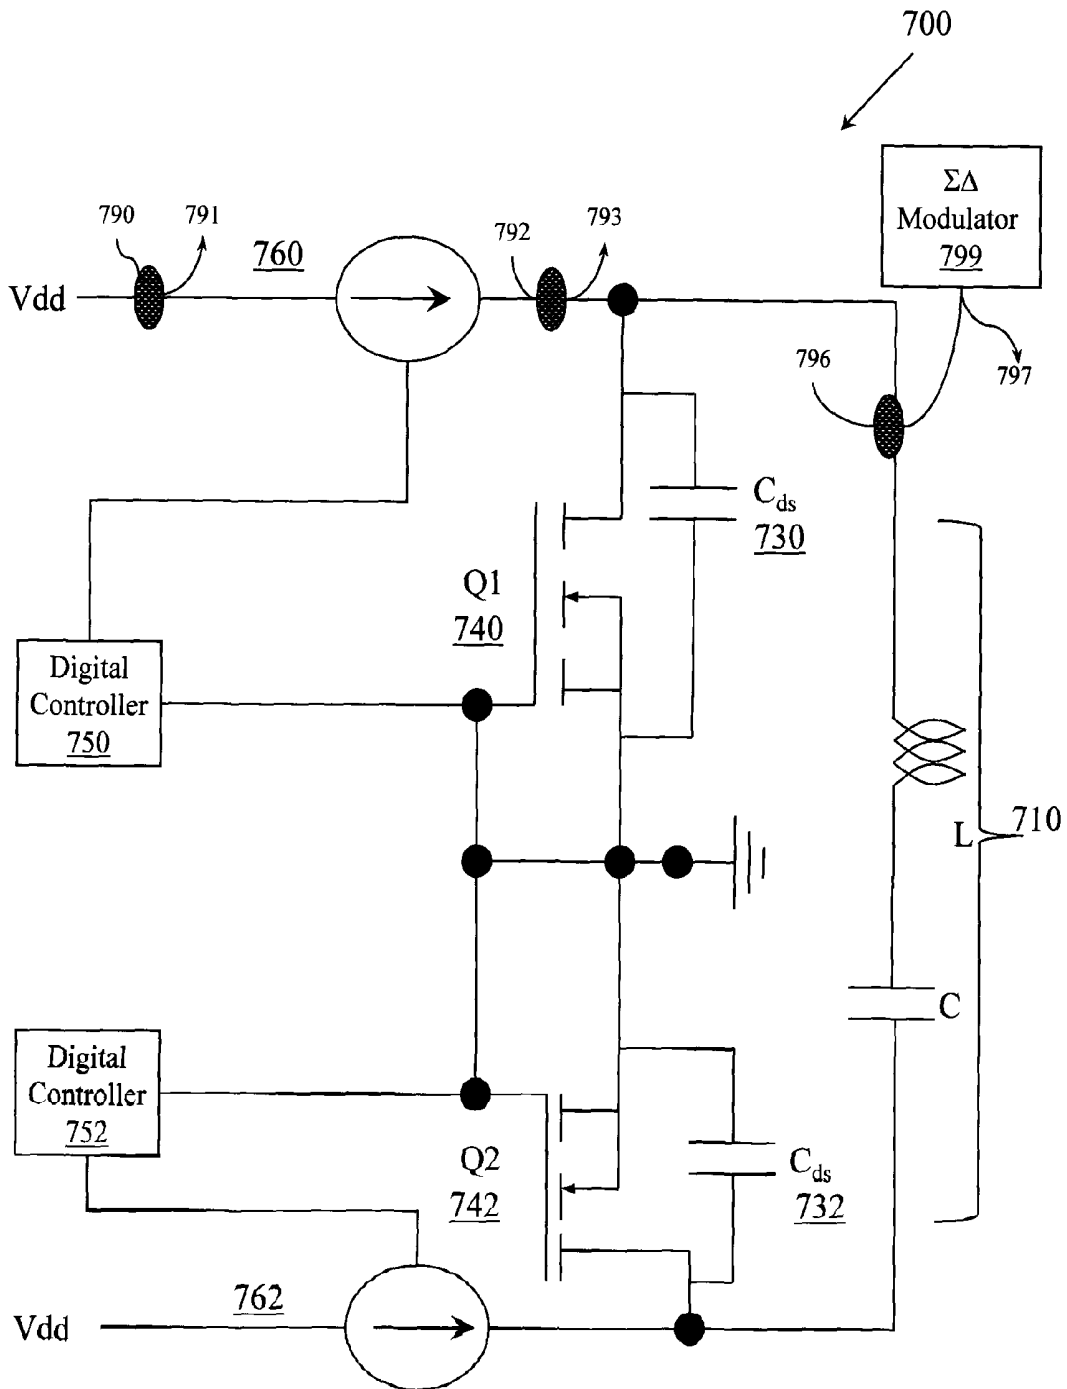 700
ΣΔ
Modulator
799
790
791
760
792
793
Vdd
796
797
Cds
730
Q1
740
Digital
Controller
750
L
710
C
Digital
Controller
752
Q2
742
Cds
732
762
Vdd